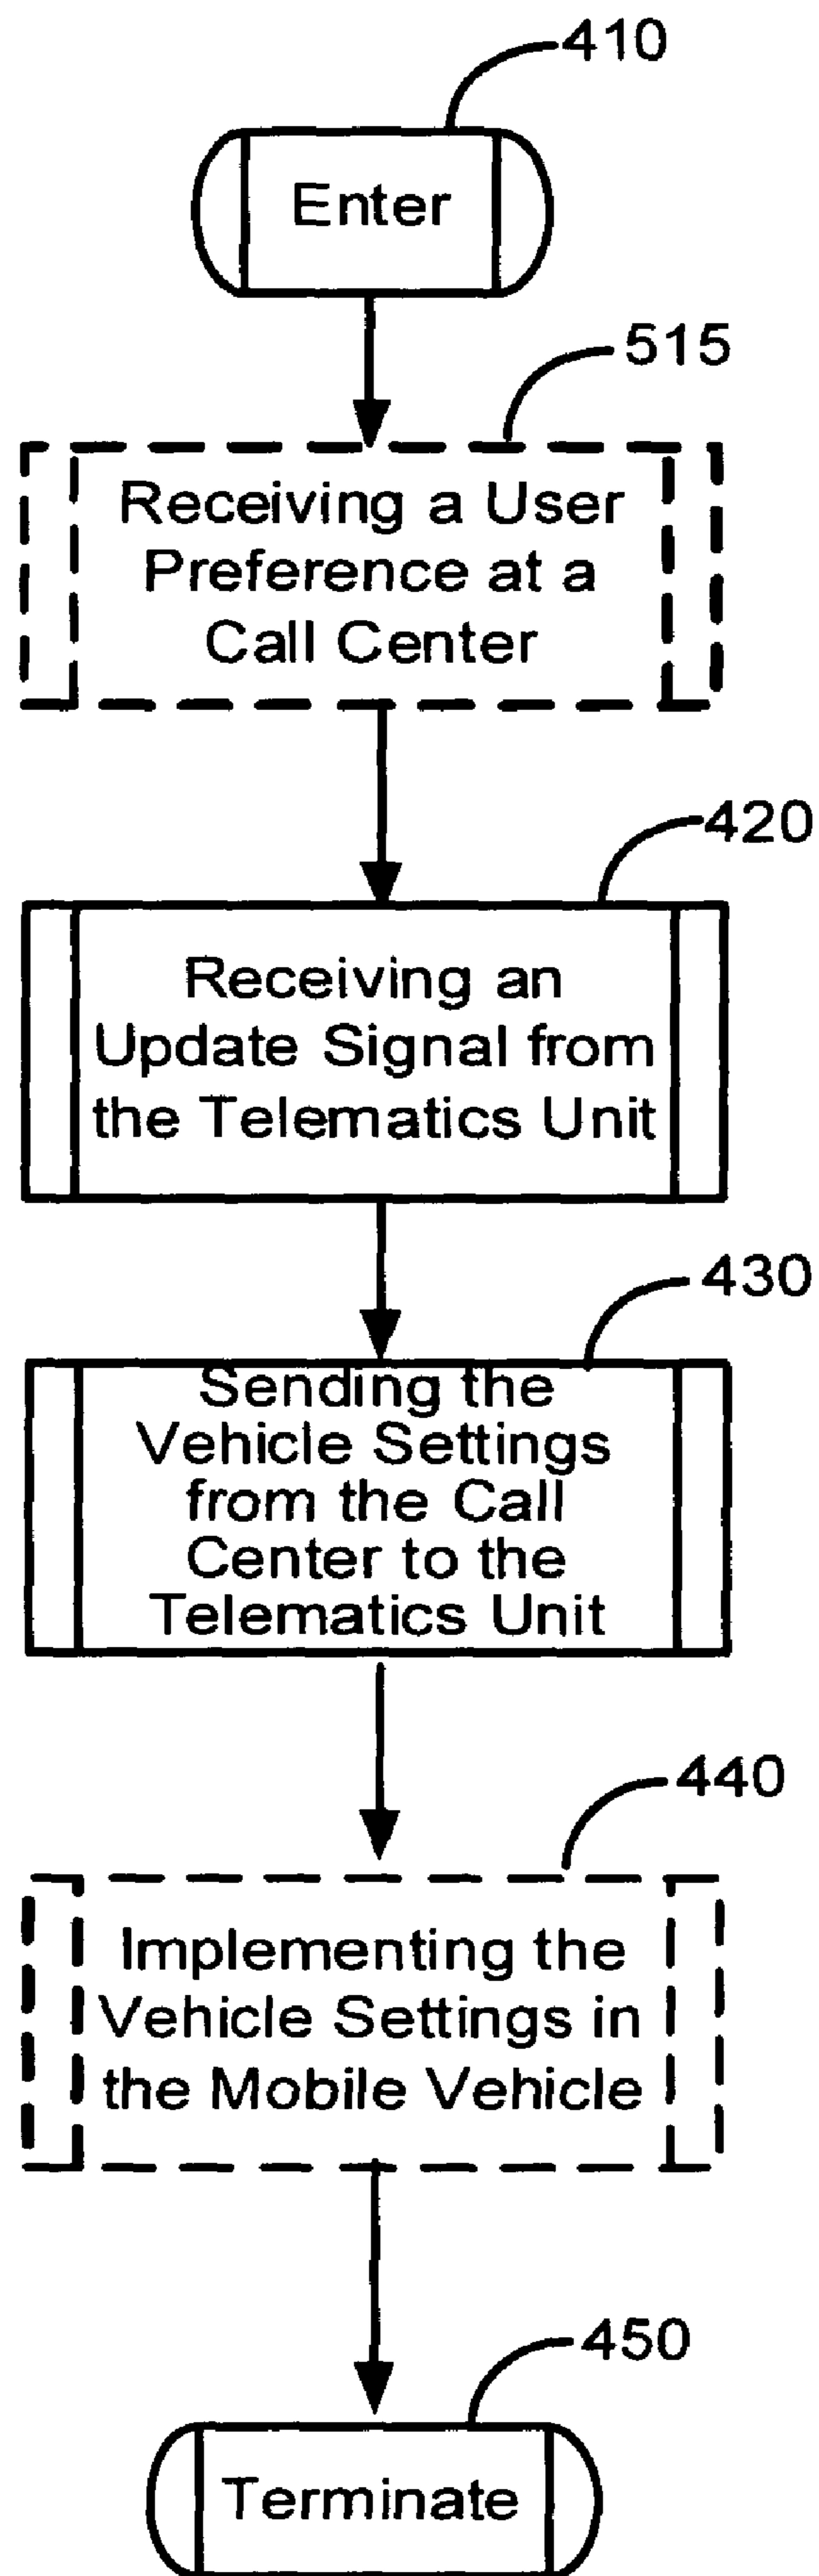 410
Enter
515
Receiving a User
Preference at a
Call Center
420
Receiving an
Update Signal from
the Telematics Unit
430
Sending the
Vehicle Settings
from the Call
Center to the
Telematics Unit
440
Implementing the
Vehicle Settings in
the Mobile Vehicle
450
Terminate